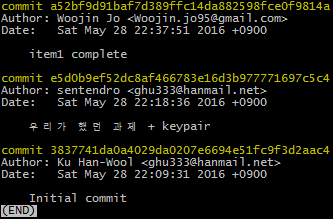 commit a52bf9d91baf7d389ffc14da882598fce0f9814a
Author: Woojin Jo <Woojin.jo95@gmail.com>
Date:   Sat May 28 22:37:51 2016 +0900
item1 complete
commit e5d0b9ef52dc8af466783e16d3b977771697c5c4
Author: sentendro <ghu333@hanmail.net>
Date:   Sat May 28 22:18:28 2016 +0900
우리가 했던 과제 + keypair
commit 3837741da0a4029da0207e6694e51fc9f3d2aac4
Author: Ku Han-Wool <ghu333@hanmail.net>
Date:   Sat May 28 22:09:31 2016 +0900
Initial commit
(END)